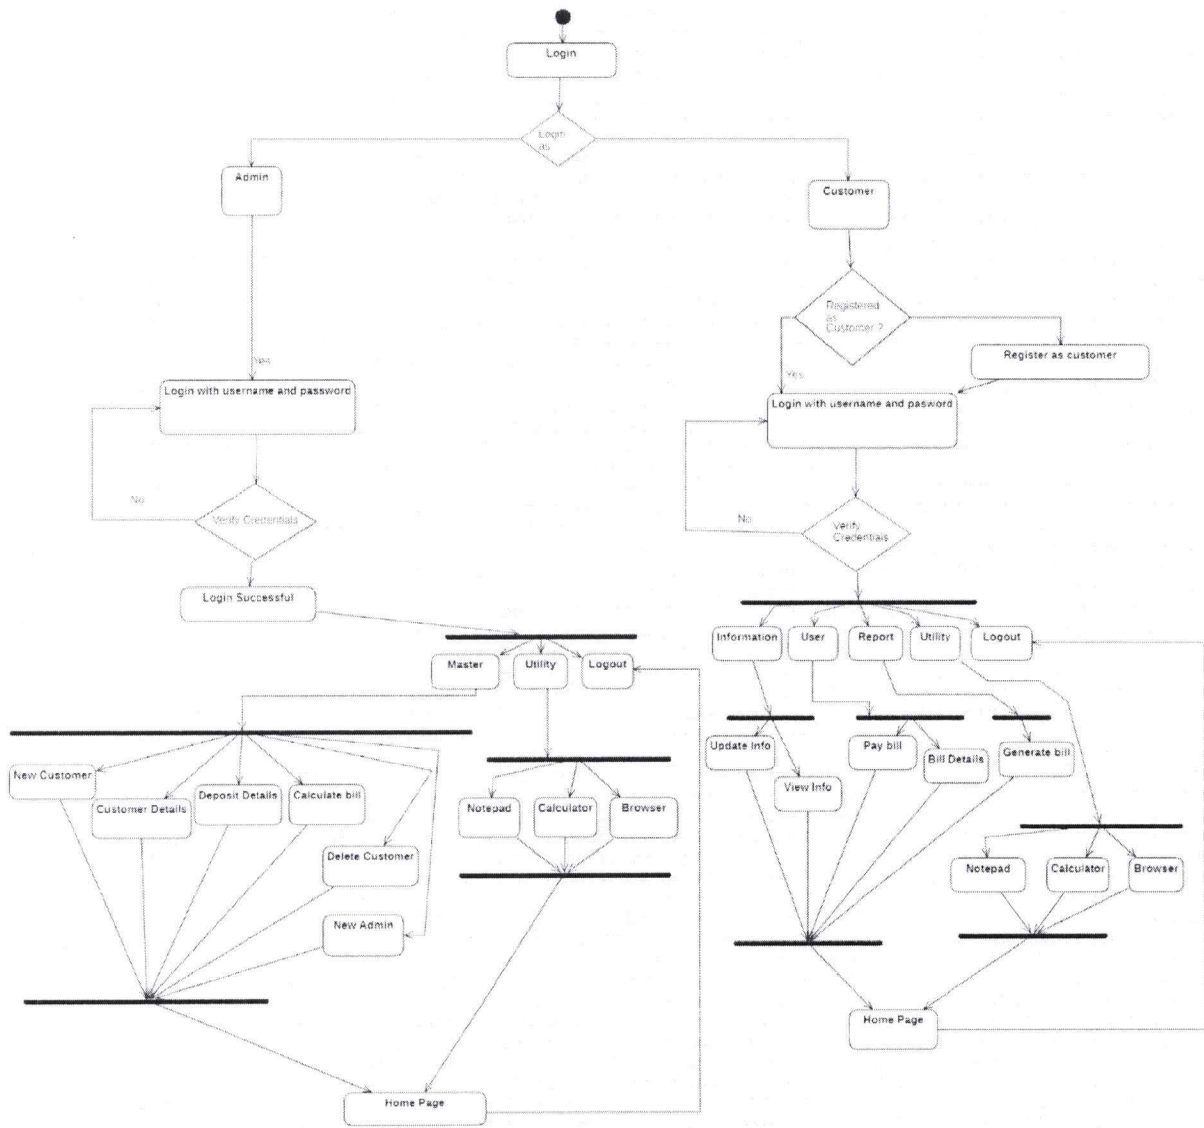 Login
Login
as
Admin
Customer
Registered
as
Customer ?
Register as customer
Yes
Yes
Login with username and password
Login with username and pasword
No
No
Verify Credentials
Verify
Credentials
Login Successful
Information
User
Report
Utility
Logout
Master
Utility
Logout
Update Info
View Info
Pay bill
Bill Details
Generate bill
New Customer
Customer Details
Deposit Details
Calculate bill
Delete Customer
New Admin
Notepad
Calculator
Browser
Notepad
Calculator
Browser
Home Page
Home Page